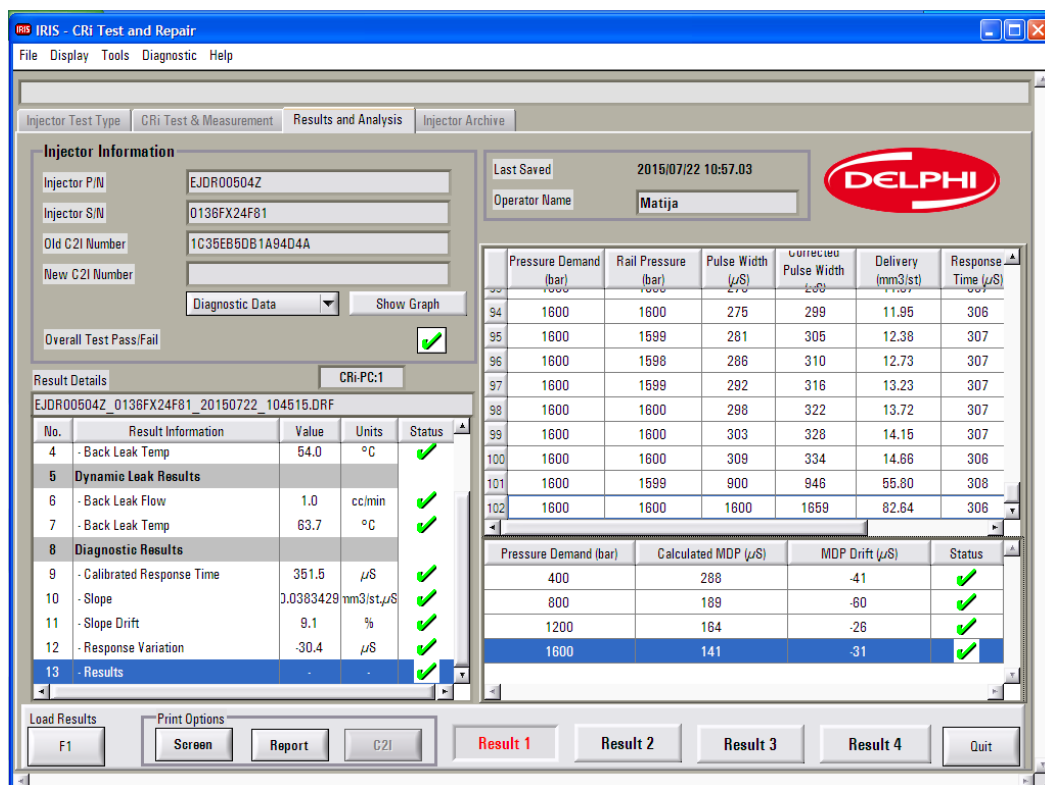 IRIS IRIS - CRi Test and Repair
File Display Tools Diagnostic Help
Injector Test Type CRi Test & Measurement Results and Analysis Injector Archive
Injector Information
Injector P/N EJDR00504Z
Injector S/N 0136FX24F81
Old C2I Number 1C35EB5DB1A94D4A
New C2I Number
Diagnostic Data Show Graph
Overall Test Pass/Fail
Result Details CRi-PC:1
EJDR00504Z_0136FX24F81_20150722_104515.DRF
No. Result Information Value Units Status
4 - Back Leak Temp 54.0 °C
5 Dynamic Leak Results
6 - Back Leak Flow 1.0 cc/min
7 - Back Leak Temp 63.7 °C
8 Diagnostic Results
9 - Calibrated Response Time 351.5 µS
10 - Slope 0.0383429 mm3/st.µS
11 - Slope Drift 9.1 %
12 - Response Variation -30.4 µS
13 - Results - -
Last Saved 2015/07/22 10:57.03
Operator Name Matija
DELPHI
Pressure Demand (bar) Rail Pressure (bar) Pulse Width (µS) Corrected Pulse Width Delivery (mm3/st) Response Time (µS)
94 1600 1600 275 299 11.95 306
95 1600 1599 281 305 12.38 307
96 1600 1598 286 310 12.73 307
97 1600 1599 292 316 13.23 307
98 1600 1600 298 322 13.72 307
99 1600 1600 303 328 14.15 307
100 1600 1600 309 334 14.66 306
101 1600 1599 900 946 55.80 308
102 1600 1600 1600 1659 82.64 306
Pressure Demand (bar) Calculated MDP (µS) MDP Drift (µS) Status
400 288 -41
800 189 -60
1200 164 -26
1600 141 -31
Load Results
F1
Print Options
Screen Report C2I
Result 1 Result 2 Result 3 Result 4 Quit